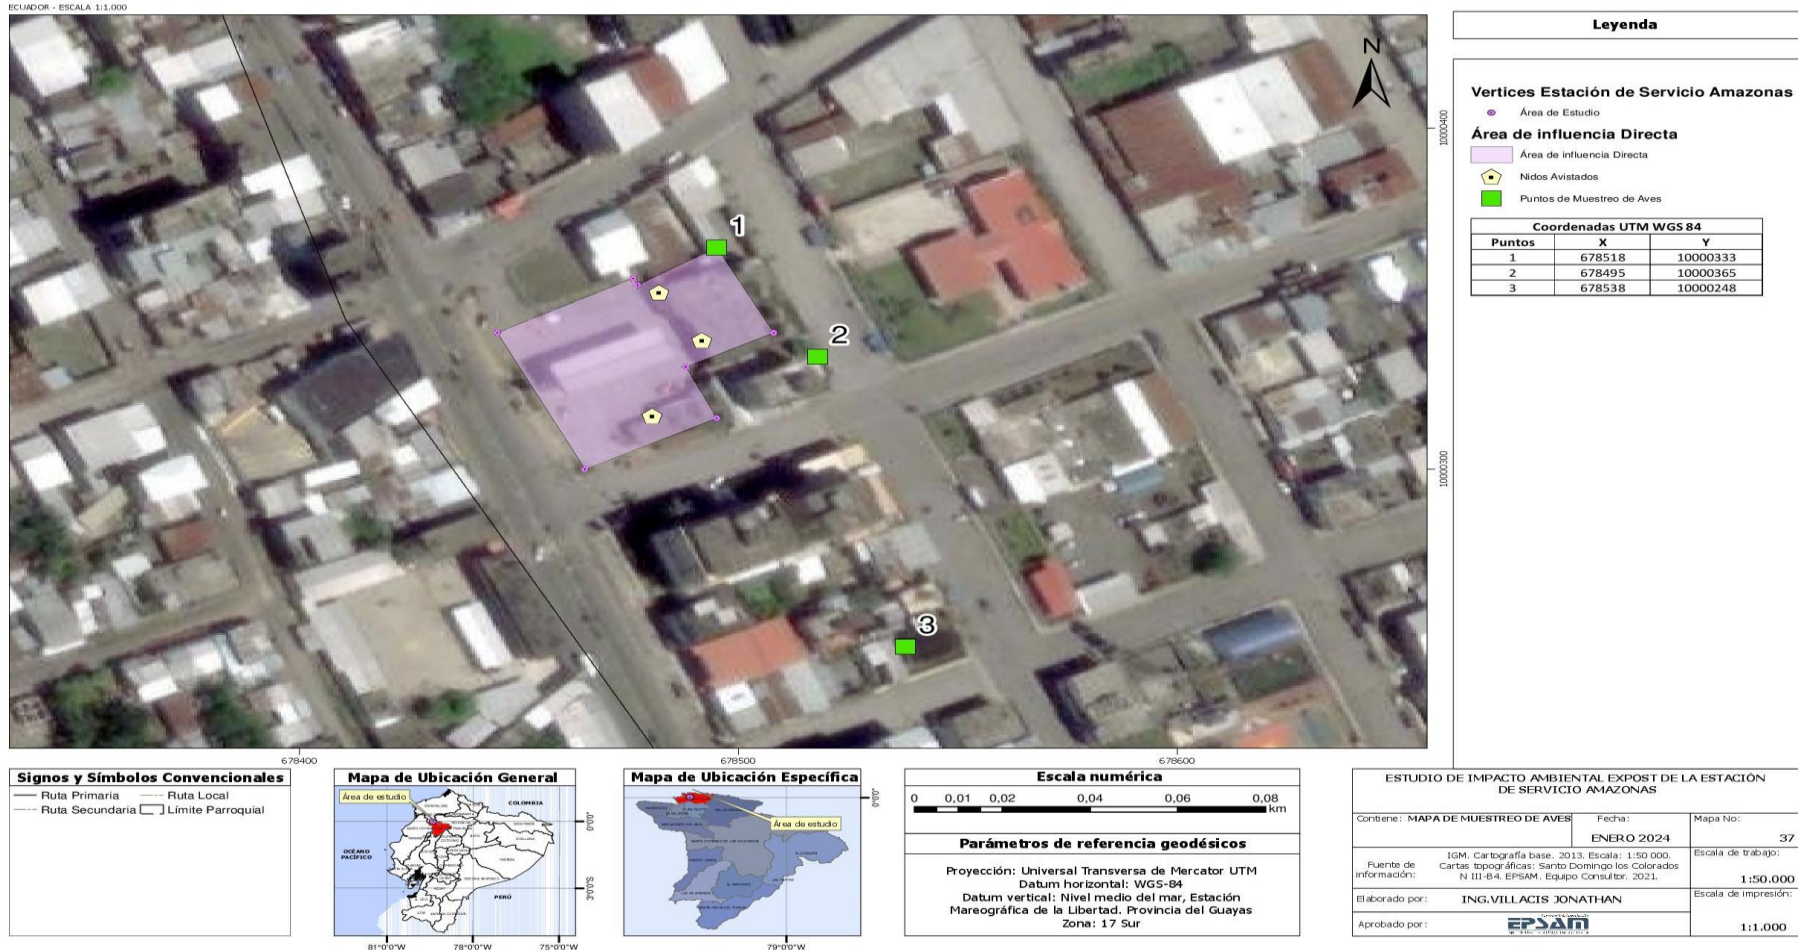 ECUADOR - ESCALA 1:1.000
N
1
2
3
10000400
10000300
678400
678500
678600
Leyenda
Vertices Estación de Servicio Amazonas
Área de Estudio
Área de influencia Directa
Área de influencia Directa
Nidos Avistados
Puntos de Muestreo de Aves
Coordenadas UTM WGS 84
Puntos X Y
1 678518 10000333
2 678495 10000365
3 678538 10000248
Signos y Símbolos Convencionales
Ruta Primaria Ruta Local
Ruta Secundaria Límite Parroquial
Mapa de Ubicación General
Área de estudio
COLOMBIA
OCÉANO
PACÍFICO
PERÚ
0°0'0"
3°0'0"S
81°0'0"W 78°0'0"W 75°0'0"W
Mapa de Ubicación Específica
Área de estudio
0°0'0"
79°0'0"W
Escala numérica
0 0,01 0,02 0,04 0,06 0,08
km
Parámetros de referencia geodésicos
Proyección: Universal Transversa de Mercator UTM
Datum horizontal: WGS-84
Datum vertical: Nivel medio del mar, Estación
Mareográfica de la Libertad. Provincia del Guayas
Zona: 17 Sur
ESTUDIO DE IMPACTO AMBIENTAL EXPOST DE LA ESTACIÓN
DE SERVICIO AMAZONAS
Contiene: MAPA DE MUESTREO DE AVES
Fecha:
ENERO 2024
Mapa No:
37
Fuente de
información:
IGM. Cartografía base. 2013. Escala: 1:50 000.
Cartas topográficas: Santo Domingo los Colorados
N III-B4. EPSAM. Equipo Consultor. 2021.
Escala de trabajo:
1:50.000
Elaborado por: ING.VILLACIS JONATHAN
Escala de impresión:
1:1.000
Aprobado por:
EPSAM